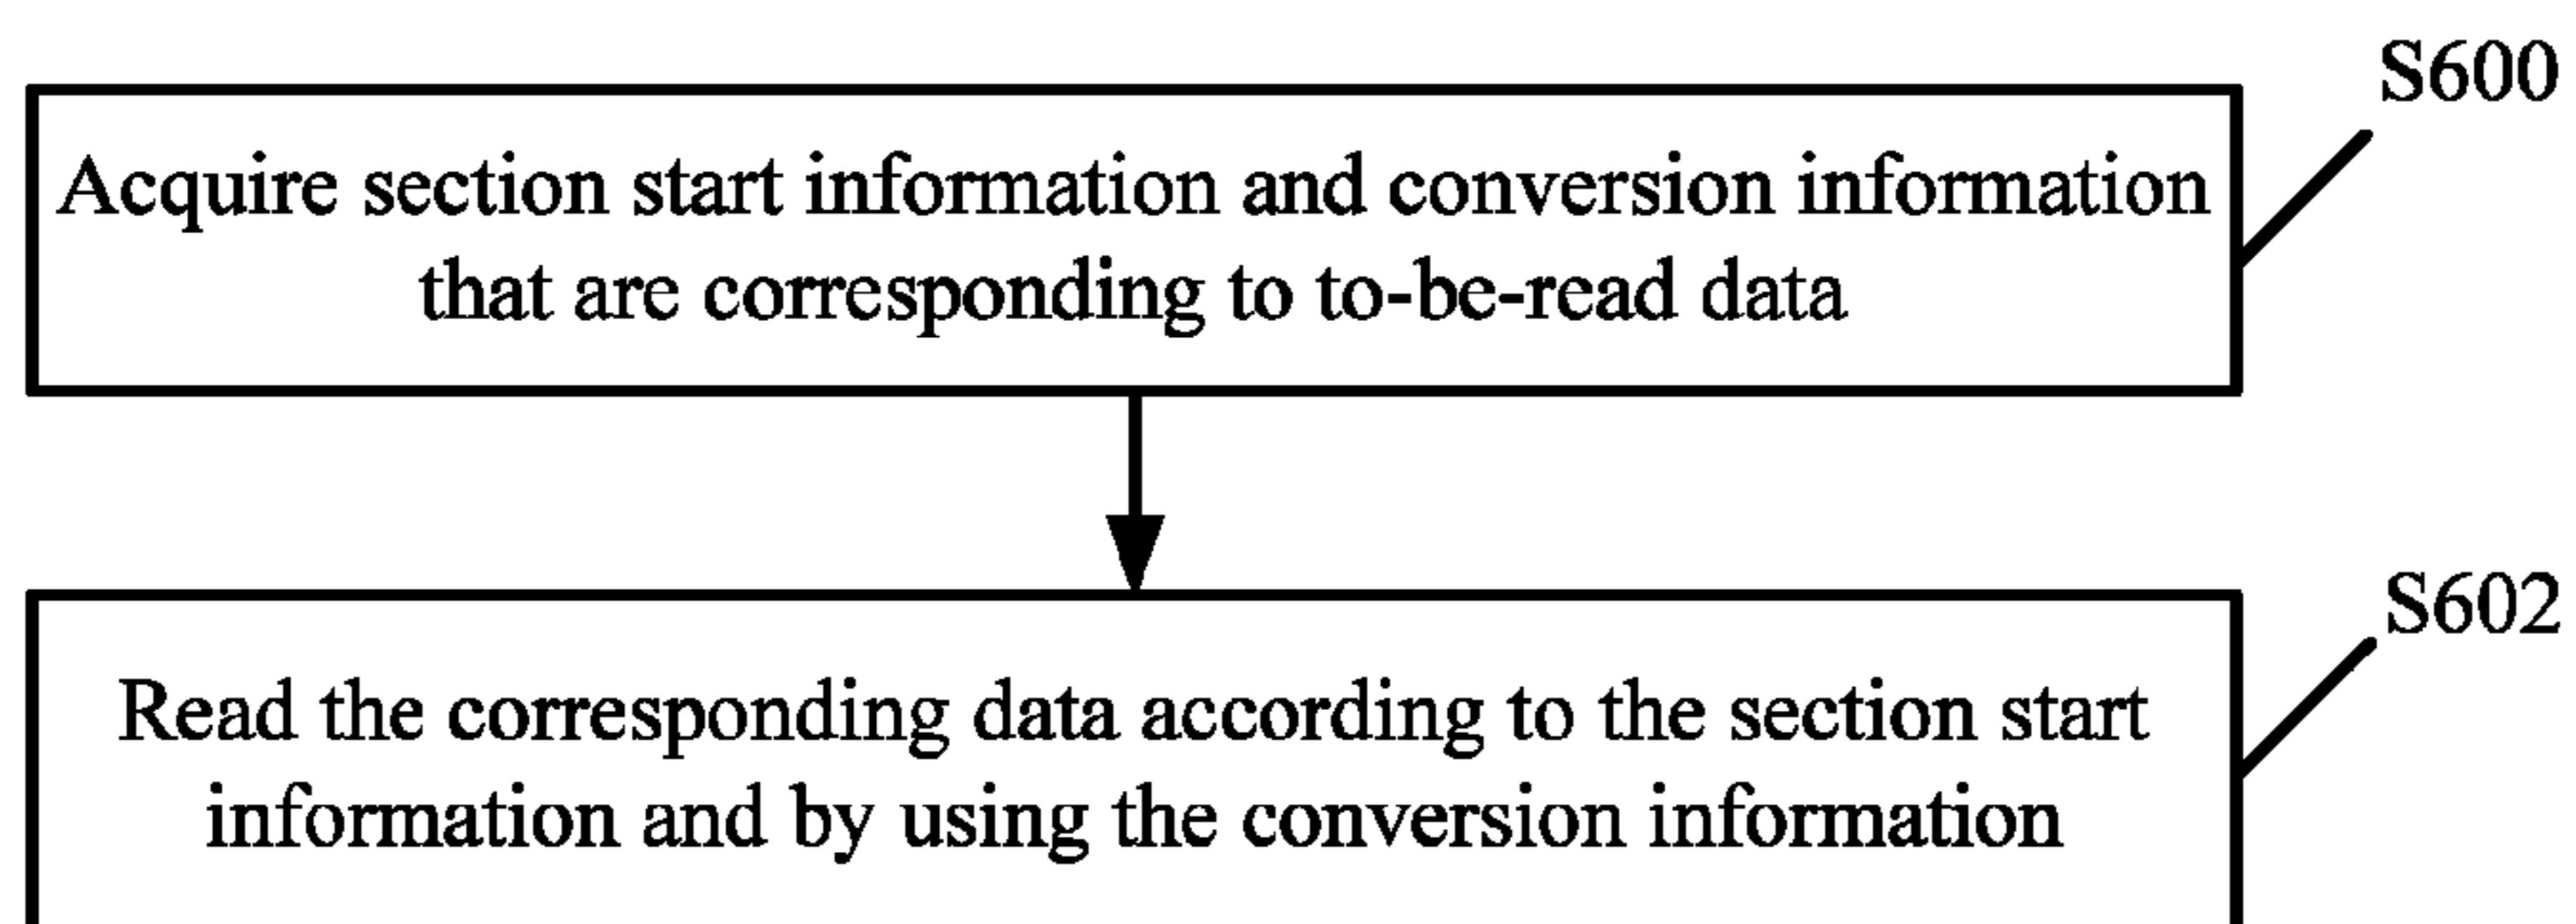 S600
Acquire section start information and conversion information
that are corresponding to to-be-read data
S602
Read the corresponding data according to the section start
information and by using the conversion information